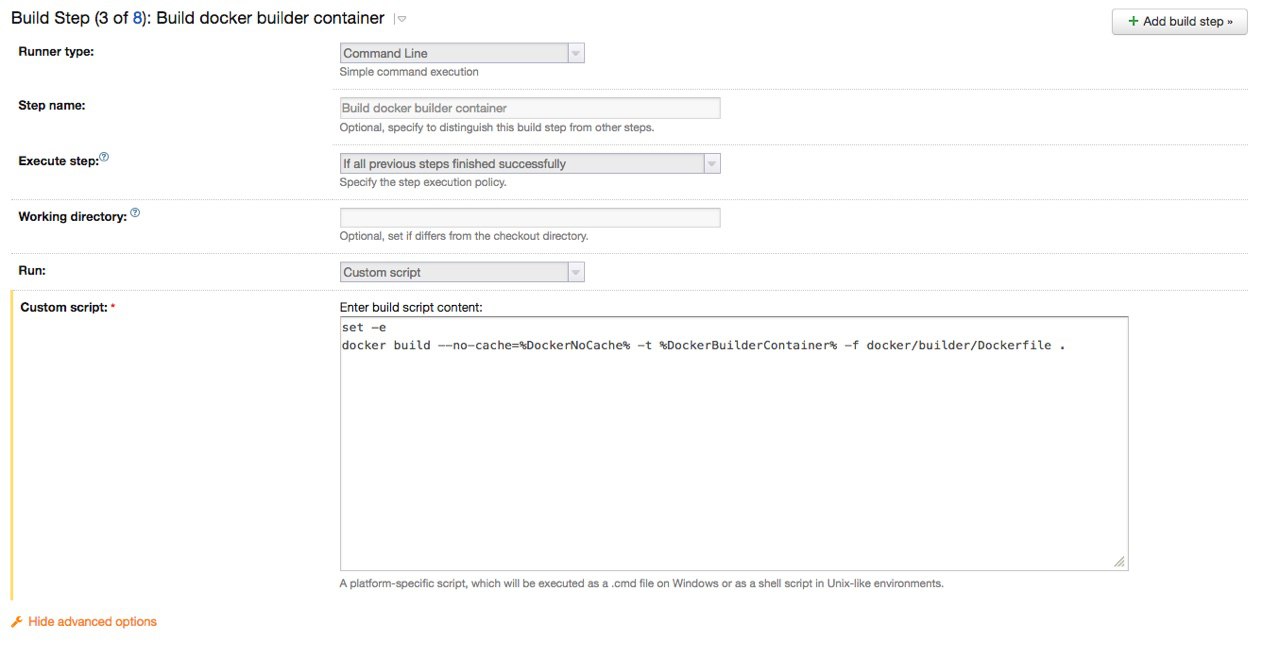 Build Step (3 of 8): Build docker builder container
+ Add build step »
Runner type:
Command Line
Simple command execution
Step name:
Build docker builder container
Optional, specify to distinguish this build step from other steps.
Execute step:
If all previous steps finished successfully
Specify the step execution policy.
Working directory:
Optional, set if differs from the checkout directory.
Run:
Custom script
Custom script: *
Enter build script content:
set -e
docker build --no-cache=%DockerNoCache% -t %DockerBuilderContainer% -f docker/builder/Dockerfile .
A platform-specific script, which will be executed as a .cmd file on Windows or as a shell script in Unix-like environments.
Hide advanced options